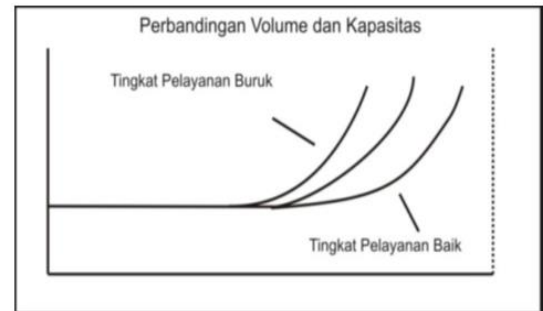 Perbandingan Volume dan Kapasitas
Tingkat Pelayanan Buruk
Tingkat Pelayanan Baik